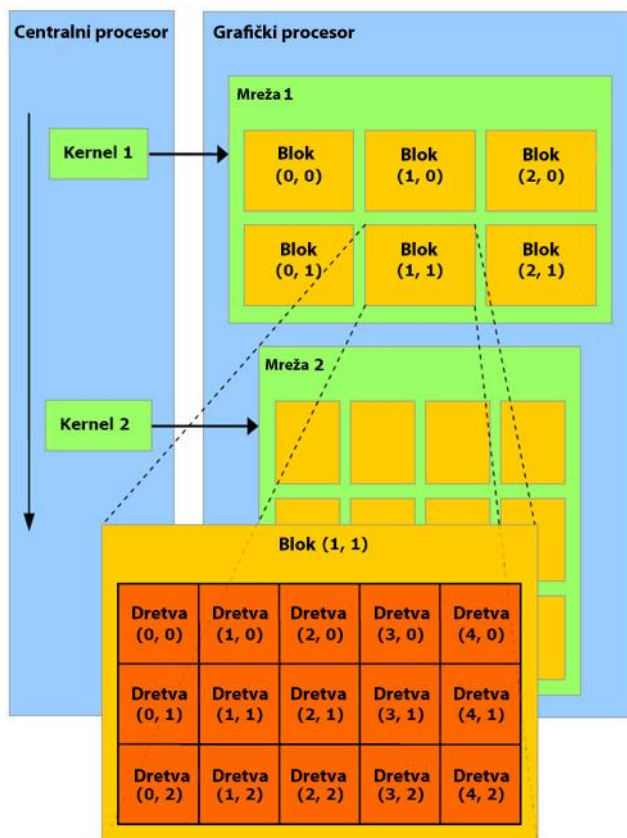 Centralni procesor
Grafički procesor
Mreža 1
Kernel 1
Blok
(0, 0)
Blok
(1, 0)
Blok
(2, 0)
Blok
(0, 1)
Blok
(1, 1)
Blok
(2, 1)
Mreža 2
Kernel 2
Blok (1, 1)
Dretva
(0, 0)
Dretva
(1, 0)
Dretva
(2, 0)
Dretva
(3, 0)
Dretva
(4, 0)
Dretva
(0, 1)
Dretva
(1, 1)
Dretva
(2, 1)
Dretva
(3, 1)
Dretva
(4, 1)
Dretva
(0, 2)
Dretva
(1, 2)
Dretva
(2, 2)
Dretva
(3, 2)
Dretva
(4, 2)